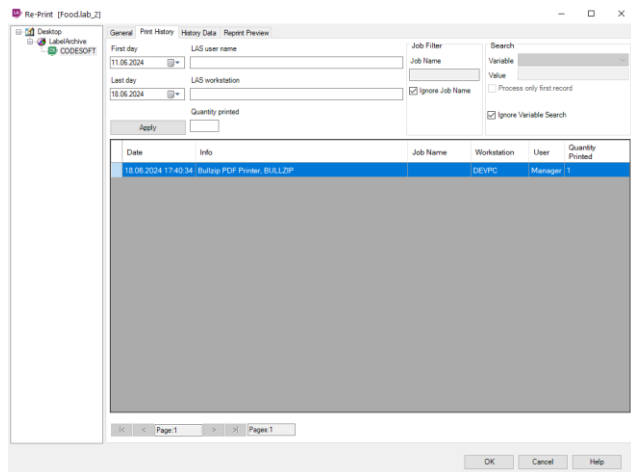 Re-Print [Food.lab_2]
Desktop
LabelArchive
CODESOFT
General Print History History Data Reprint Preview
First day
11.06.2024
LAS user name
Last day
18.06.2024
LAS workstation
Quantity printed
Apply
Job Filter
Job Name
Ignore Job Name
Search
Variable
Value
Process only first record
Ignore Variable Search
Date Info Job Name Workstation User Quantity Printed
18.06.2024 17:40:34 Bullzip PDF Printer, BULLZIP DEVPC Manager 1
|< < Page:1 > >| Pages:1
OK Cancel Help